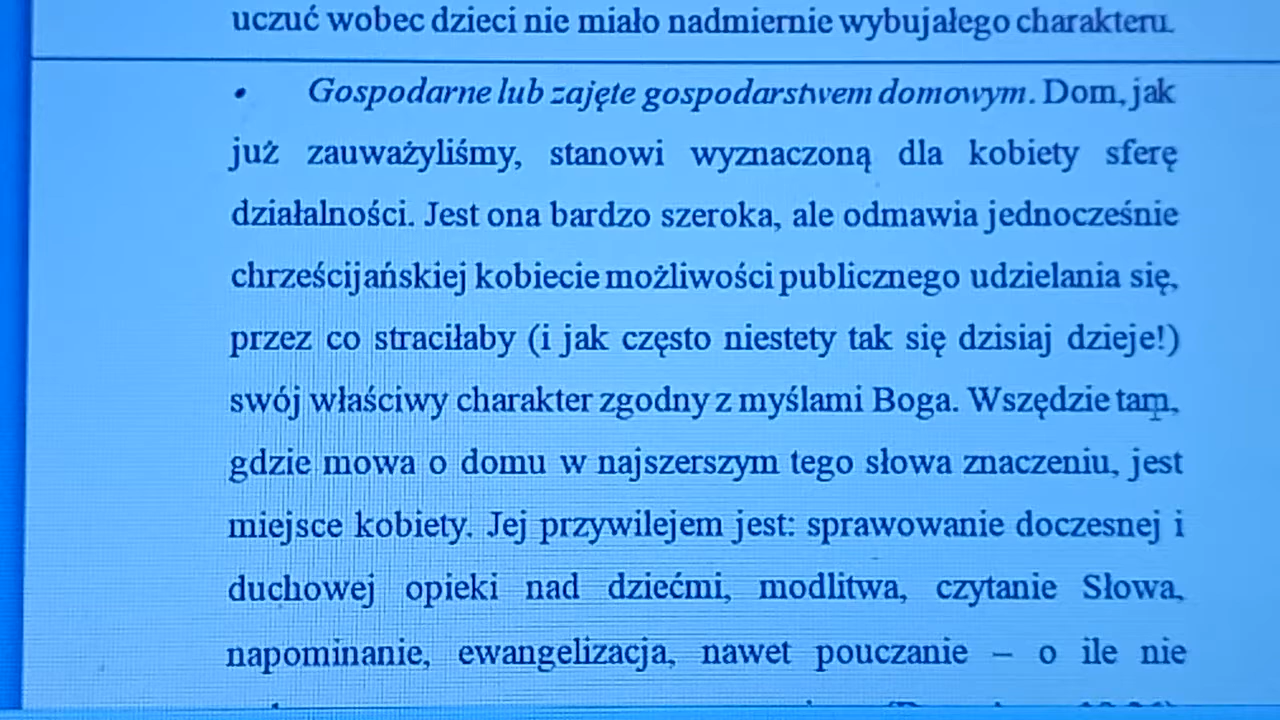 uczuć wobec dzieci nie miało nadmiernie wybujałego charakteru.
• Gospodarne lub zajęte gospodarstwem domowym. Dom, jak
już zauważyliśmy, stanowi wyznaczoną dla kobiety sferę
działalności. Jest ona bardzo szeroka, ale odmawia jednocześnie
chrześcijańskiej kobiecie możliwości publicznego udzielania się,
przez co straciłaby (i jak często niestety tak się dzisiaj dzieje!)
swój właściwy charakter zgodny z myślami Boga. Wszędzie tam,
gdzie mowa o domu w najszerszym tego słowa znaczeniu, jest
miejsce kobiety. Jej przywilejem jest: sprawowanie doczesnej i
duchowej opieki nad dziećmi, modlitwa, czytanie Słowa,
napominanie, ewangelizacja, nawet pouczanie – o ile nie